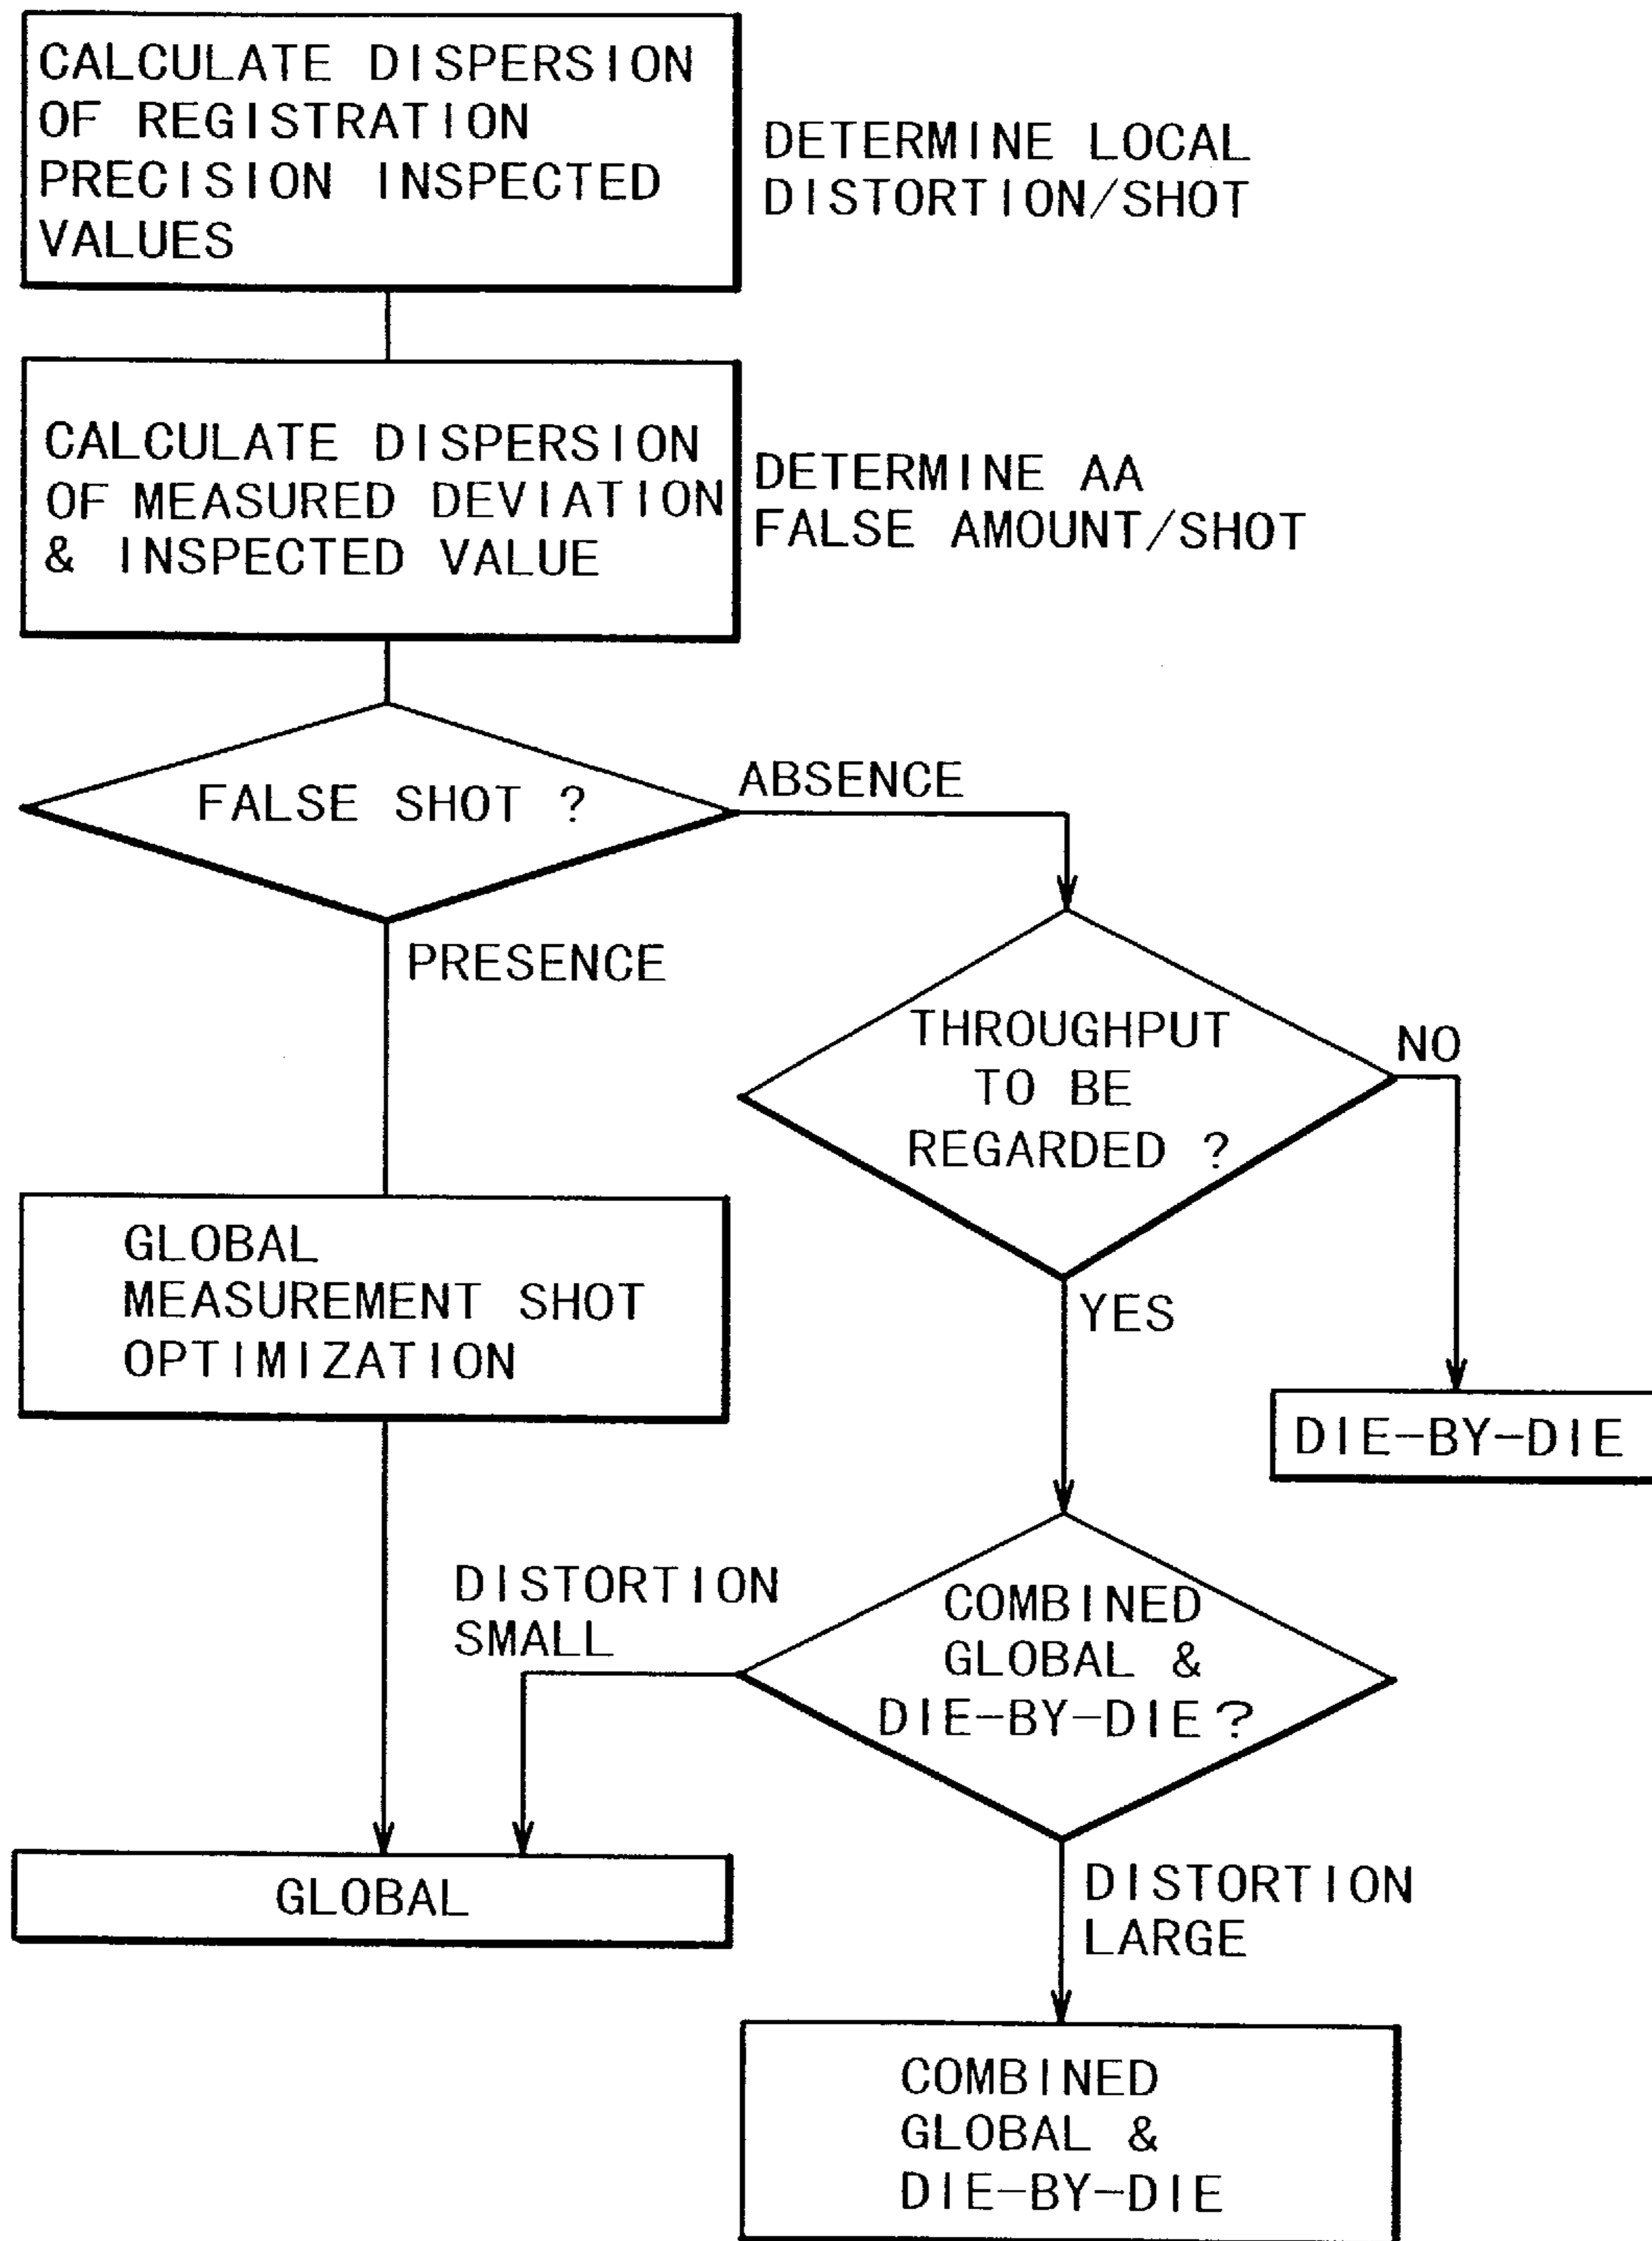 CALCULATE DISPERSION
OF REGISTRATION
PRECISION INSPECTED
VALUES
DETERMINE LOCAL
DISTORTION/SHOT
CALCULATE DISPERSION
OF MEASURED DEVIATION
& INSPECTED VALUE
DETERMINE AA
FALSE AMOUNT/SHOT
FALSE SHOT ?
ABSENCE
PRESENCE
THROUGHPUT
TO BE
REGARDED ?
NO
YES
GLOBAL
MEASUREMENT SHOT
OPTIMIZATION
DIE-BY-DIE
DISTORTION
SMALL
COMBINED
GLOBAL &
DIE-BY-DIE ?
GLOBAL
DISTORTION
LARGE
COMBINED
GLOBAL &
DIE-BY-DIE